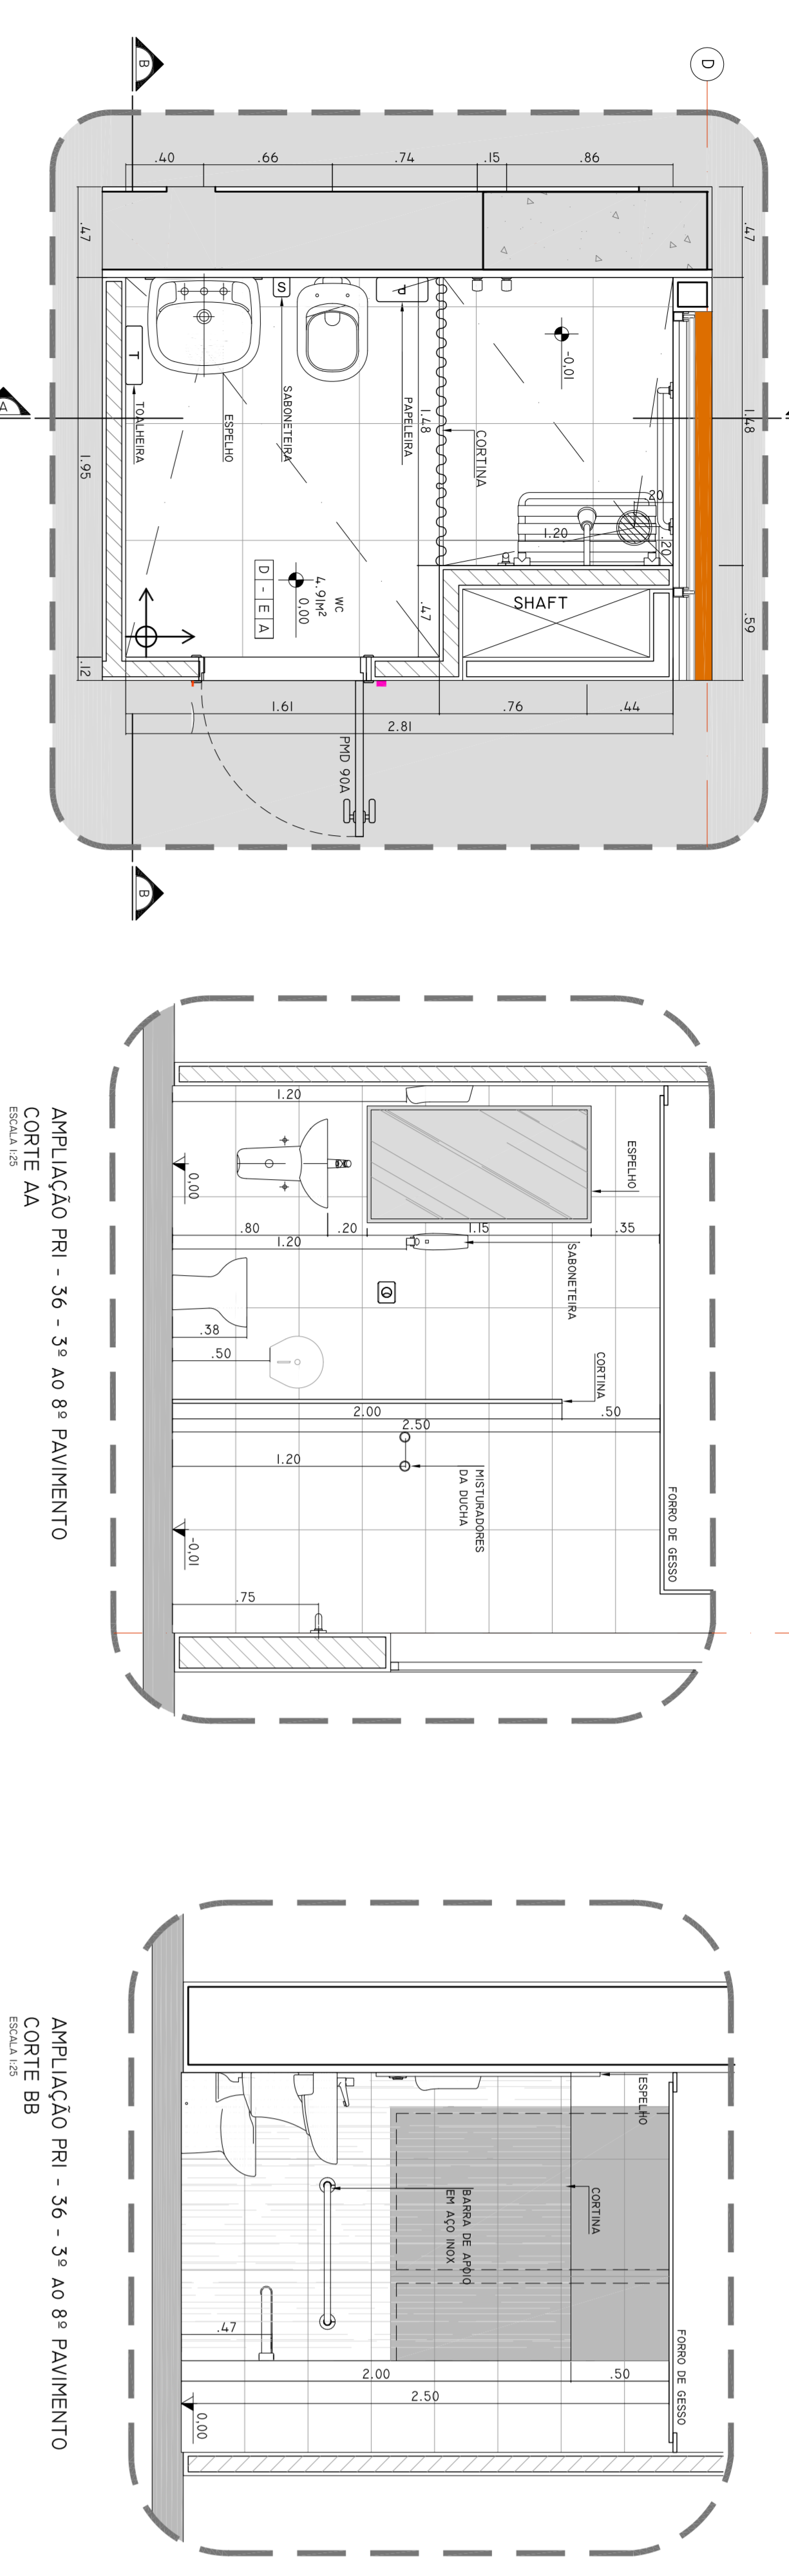 B
D
.40
.66
.74
.15
.86
.47
.47
-0,01
S
P
T
TOALHEIRA
ESPELHO
SABONETEIRA
PAPELEIRA
1.48
CORTINA
1.48
A
1.95
.20
.20
1.20
WC
4.91M²
0,00
D-EA
.47
SHAFT
.59
.12
1.61
.76
.44
2.81
PMD 90A
B
1.20
0,00
ESPELHO
.80
.20
1.15
.35
1.20
SABONETEIRA
.38
.50
CORTINA
2.00
.50
2.50
1.20
MISTURADORES
DA DUCHA
FORRO DE GESSO
-0,01
.75
AMPLIAÇÃO PRI - 36 - 3º AO 8º PAVIMENTO
CORTE AA
ESCALA 1:25
ESPELHO
CORTINA
BARRA DE APOIO
EM AÇO INOX
.47
2.00
.50
2.50
0,00
FORRO DE GESSO
AMPLIAÇÃO PRI - 36 - 3º AO 8º PAVIMENTO
CORTE BB
ESCALA 1:25